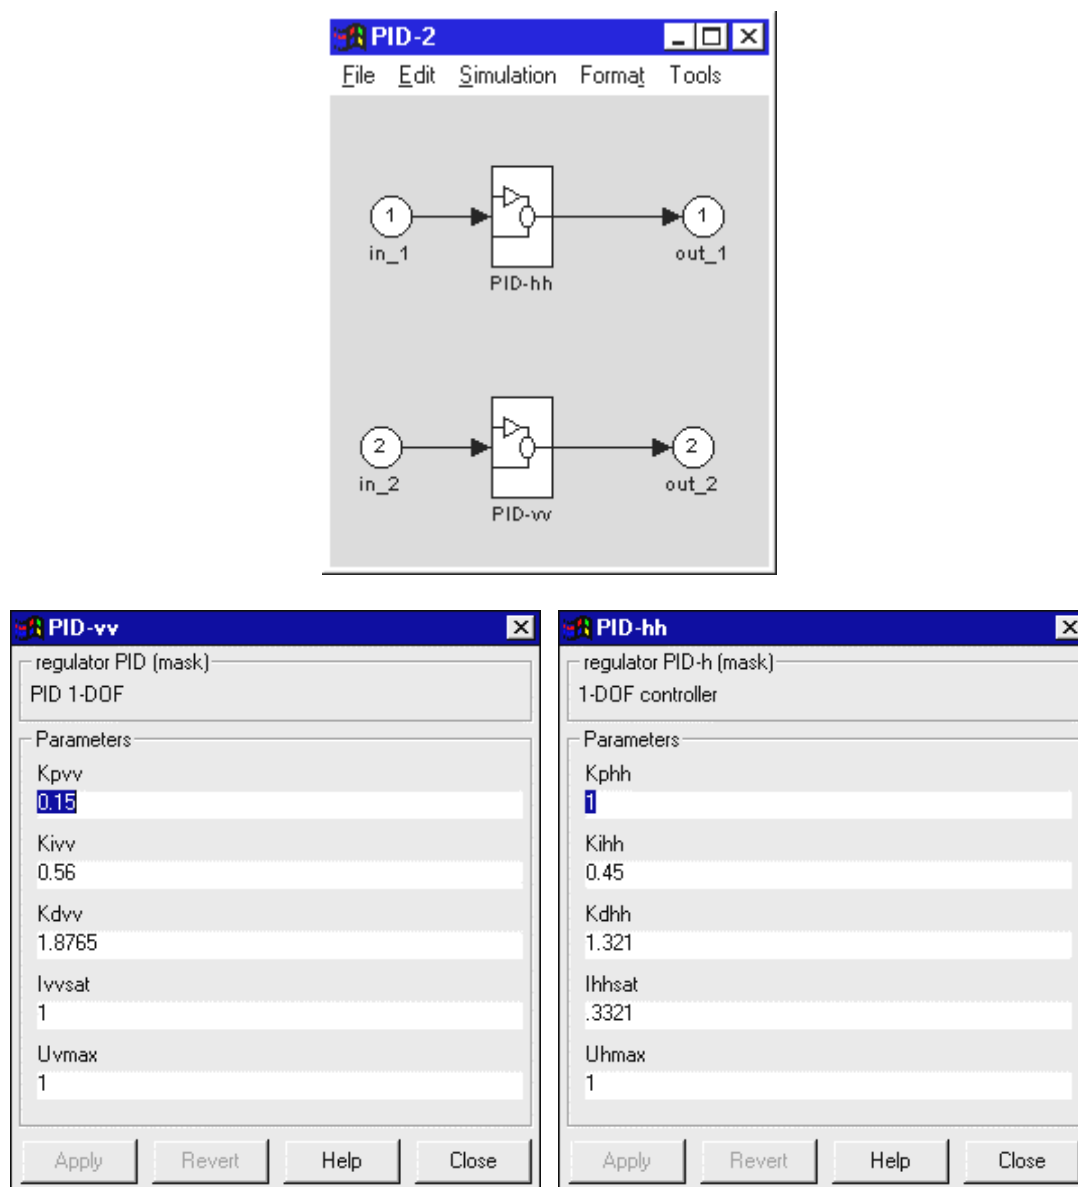 PID-2
File Edit Simulation Format Tools
1 1
in_1 out_1
PID-hh
2 2
in_2 out_2
PID-vv
PID-vv
regulator PID (mask)
PID 1-DOF
Parameters
Kpvv
0.15
Kivv
0.56
Kdvv
1.8765
Ivvsat
1
Uvmax
1
Apply Revert Help Close
PID-hh
regulator PID-h (mask)
1-DOF controller
Parameters
Kphh
1
Kihh
0.45
Kdhh
1.321
Ihhsat
.3321
Uhmax
1
Apply Revert Help Close